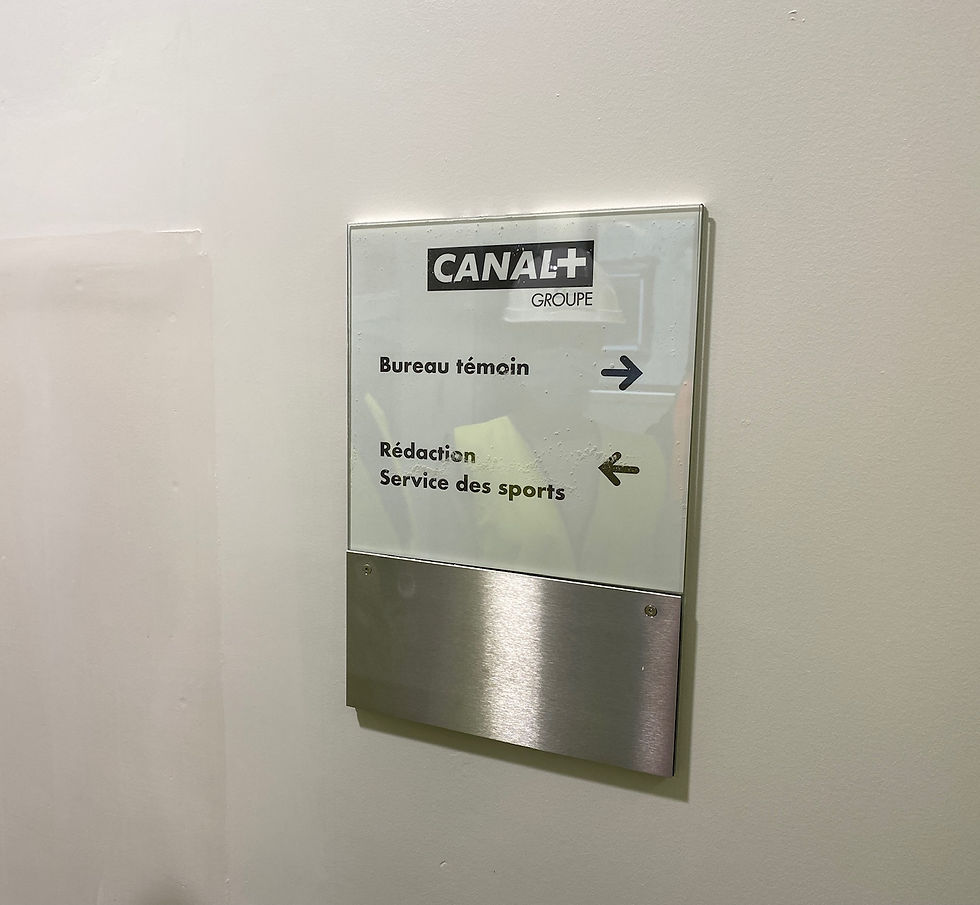 CANAL+
GROUPE
Bureau témoin →
Rédaction ←
Service des sports